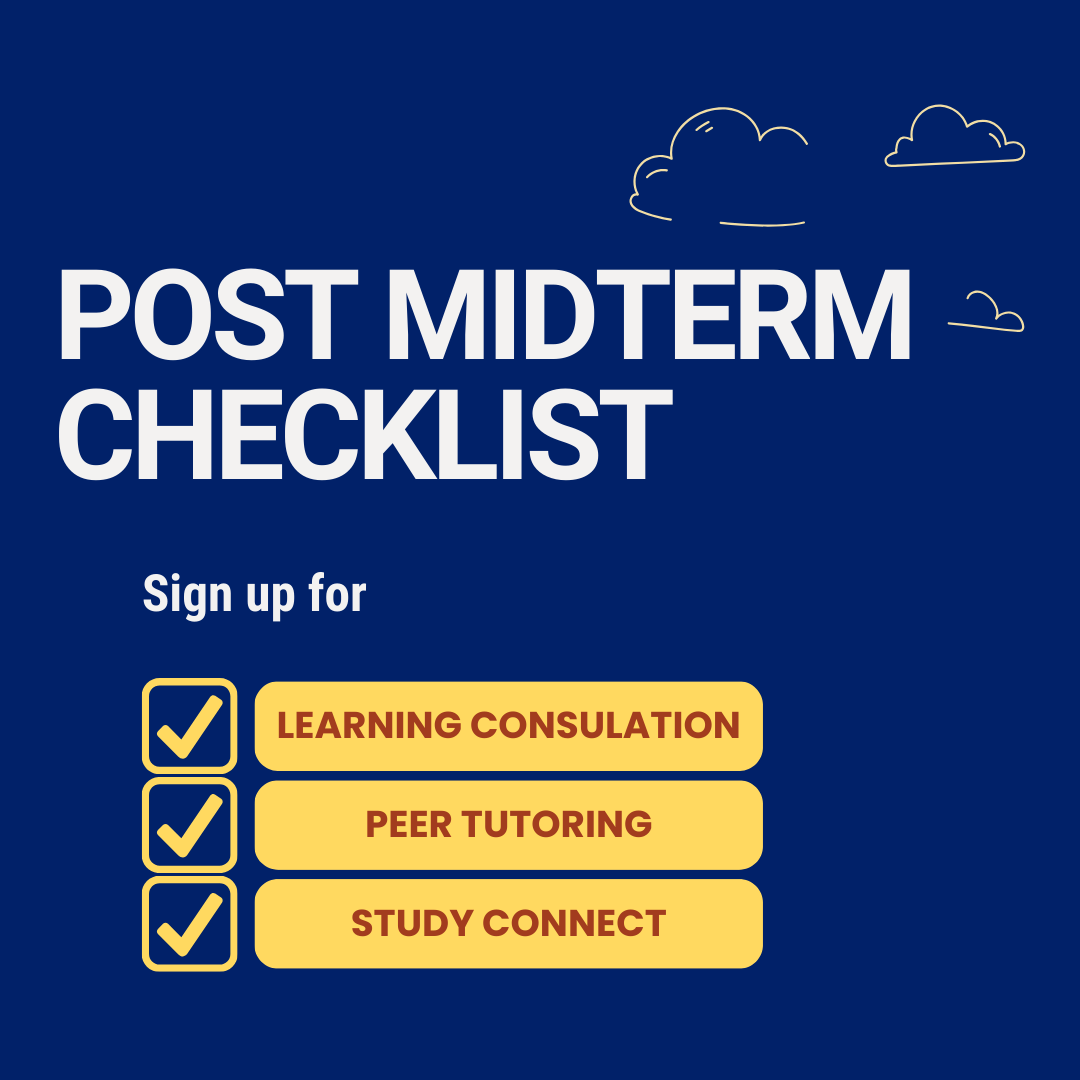 POST MIDTERM
CHECKLIST
Sign up for
LEARNING CONSULATION
PEER TUTORING
STUDY CONNECT